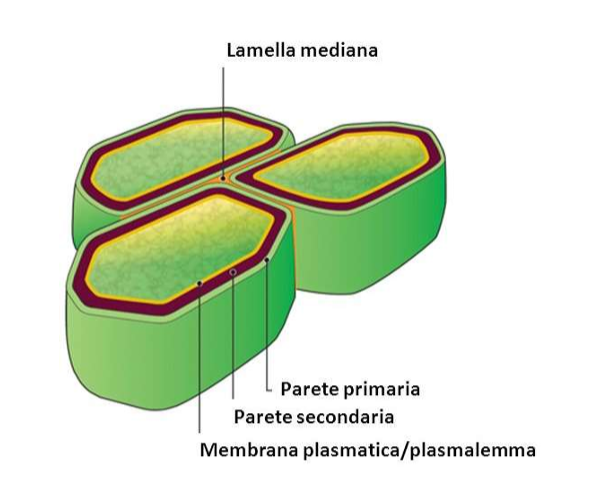 Lamella mediana
Parete primaria
Parete secondaria
Membrana plasmatica/plasmalemma